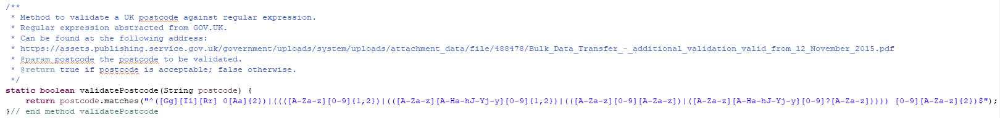 /**
 * Method to validate a UK postcode against regular expression.
 * Regular expression abstracted from GOV.UK.
 * Can be found at the following address:
 * https://assets.publishing.service.gov.uk/government/uploads/system/uploads/attachment_data/file/488478/Bulk_Data_Transfer_-_additional_validation_valid_from_12_November_2015.pdf
 * @param postcode the postcode to be validated.
 * @return true if postcode is acceptable; false otherwise.
 */
static boolean validatePostcode(String postcode) {
    return postcode.matches("^([Gg][Ii][Rr] 0[Aa]{2})|((([A-Za-z][0-9]{1,2})|(([A-Za-z][A-Ha-hJ-Yj-y][0-9]{1,2})|(([A-Za-z][0-9][A-Za-z])|([A-Za-z][A-Ha-hJ-Yj-y][0-9]?[A-Za-z])))) [0-9][A-Za-z]{2})$");
}// end method validatePostcode